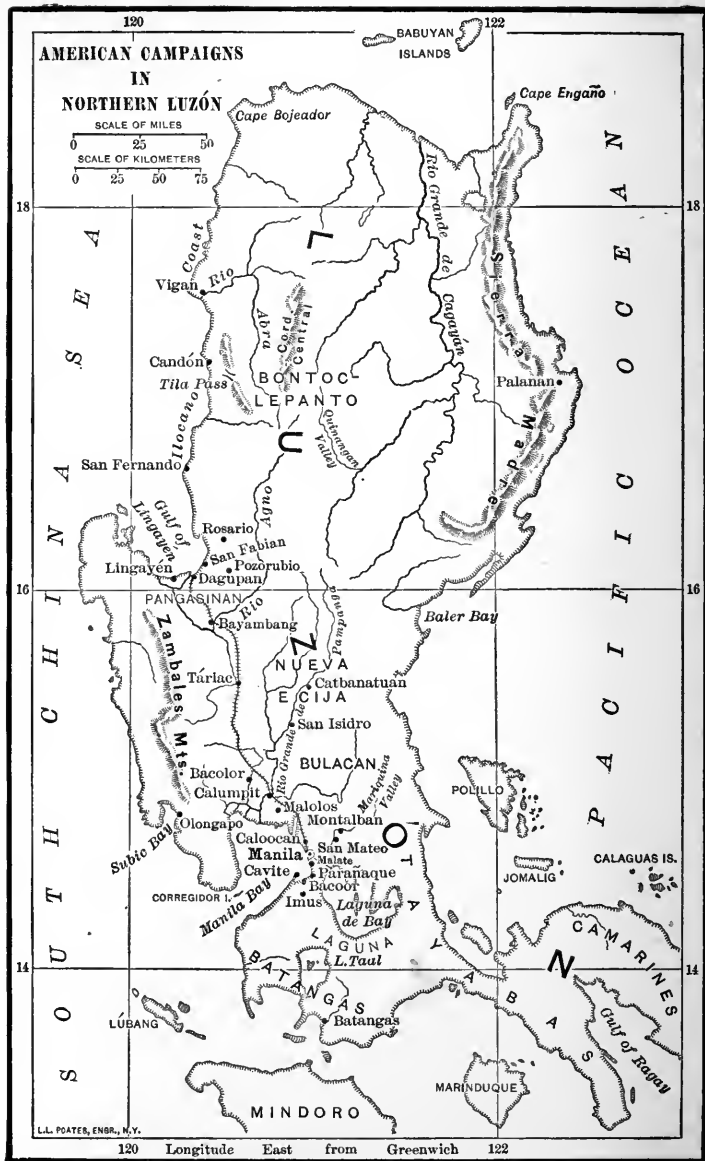 120
122
AMERICAN CAMPAIGNS
IN
NORTHERN LUZÓN
SCALE OF MILES
0 25 50
SCALE OF KILOMETERS
0 25 50 75
BABUYAN
ISLANDS
Cape Engaño
Cape Bojeador
18
18
Rio Grande de Cagayán
Sierra Madre
Ilocano Coast
Vigan
Rio Abra
Cord. Central
Candón
Tila Pass
BONTOC-
LEPANTO
Palanan
Quinangan
Valley
San Fernando
Rio Agno
Gulf of
Lingayén
Rosario
San Fabian
Lingayén
Pozorubio
Dagupan
16
16
PANGASINAN
Bayambang
Baler Bay
Rio Grande de Pampanga
Zambales Mts.
NUEVA
ECIJA
Tárlac
Catbanatuan
San Isidro
BULACAN
Bacolor
Calumpit
Malolos
Mariquina
Valley
Montalban
POLILLO
Subic Bay
Olongapo
Caloocan
San Mateo
Manila
Malate
Cavite
Parañaque
Bacoor
Imus
CORREGIDOR I.
Manila Bay
Laguna
de Bay
JOMALIG
CALAGUAS IS.
LAGUNA
TAYABAS
CAMARINES
L. Taul
14
14
BATANGAS
Batangas
LÚBANG
Gulf of Ragay
MARINDUQUE
MINDORO
LUZON
SOUTH CHINA SEA
PACIFIC OCEAN
L.L. POATES, ENGR., N.Y.
120
Longitude East from Greenwich
122